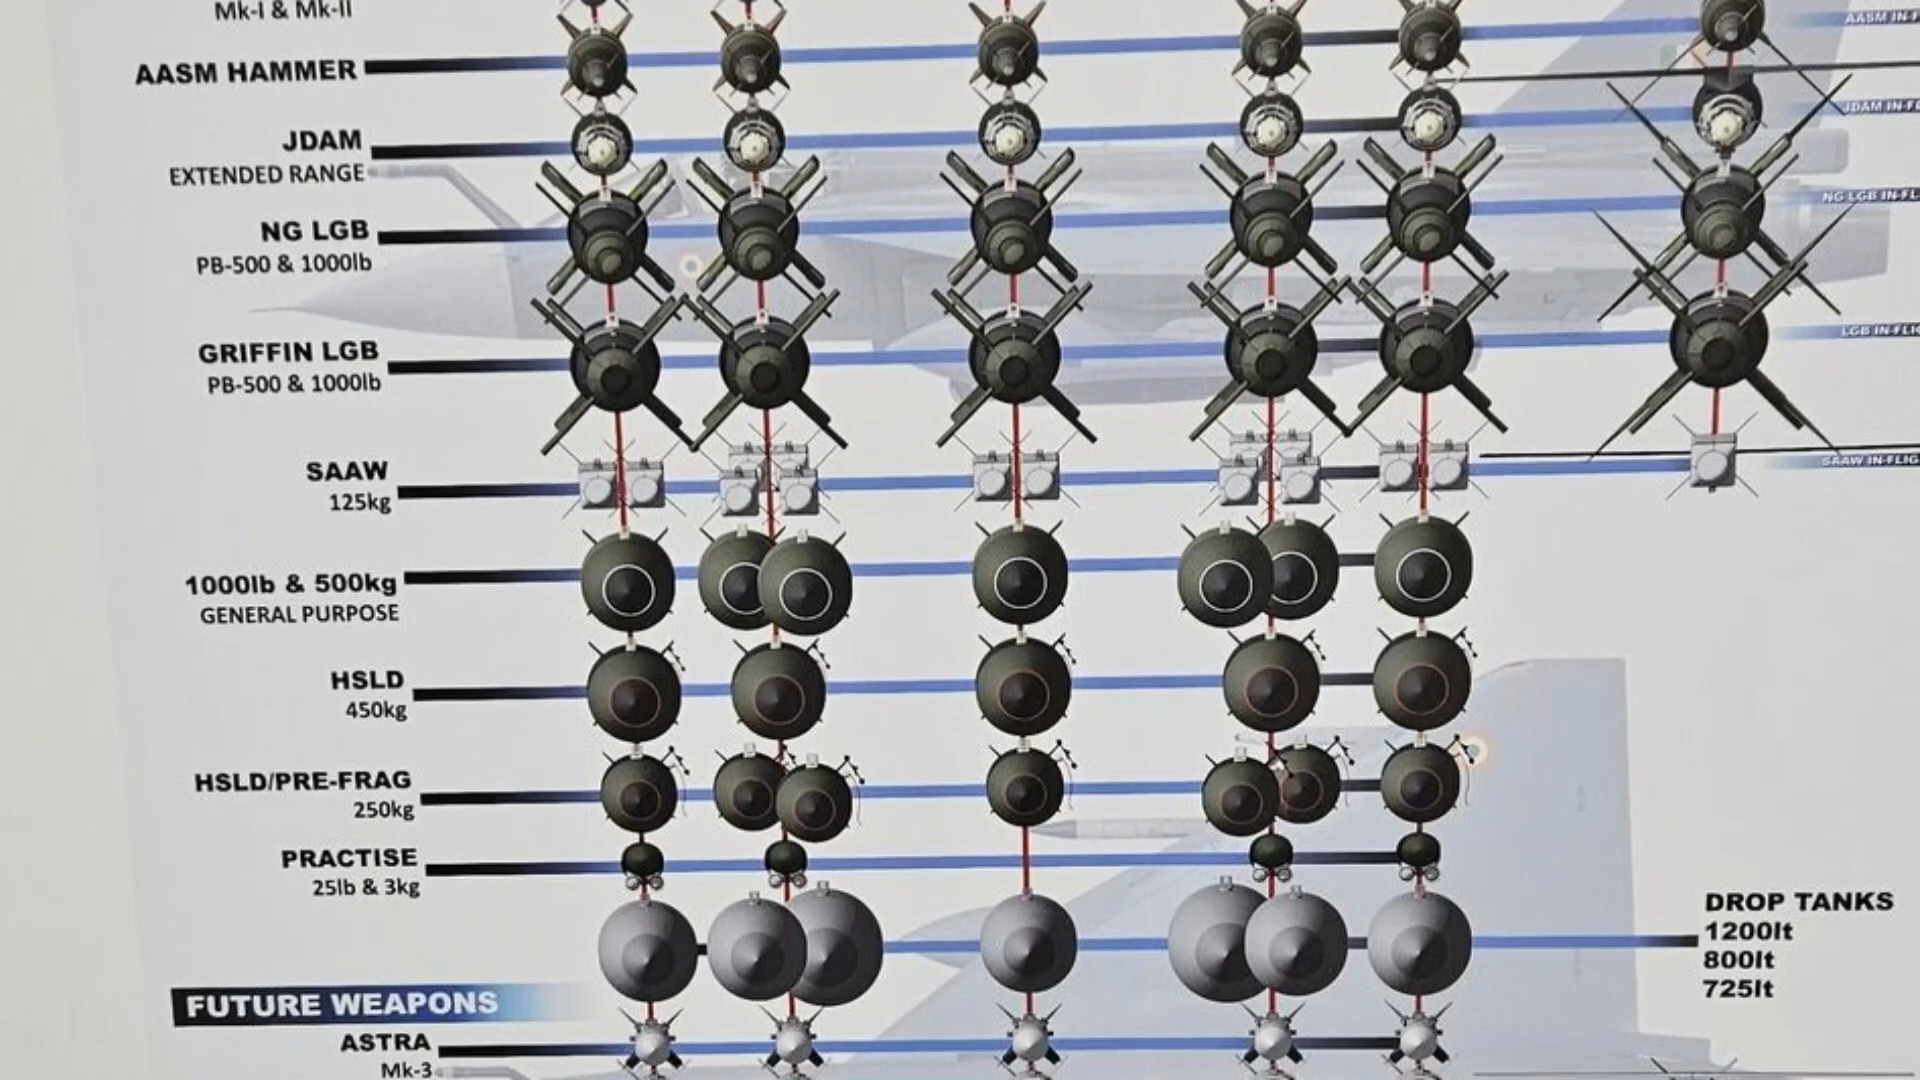 Mk-I & Mk-II
AASM HAMMER
AASM IN-F
JDAM
EXTENDED RANGE
JDAM IN-F
NG LGB
PB-500 & 1000lb
NG LGB IN-FL
GRIFFIN LGB
PB-500 & 1000lb
LGB IN-FLI
SAAW
125kg
SAAW IN-FLIG
1000lb & 500kg
GENERAL PURPOSE
HSLD
450kg
HSLD/PRE-FRAG
250kg
PRACTISE
25lb & 3kg
DROP TANKS
1200lt
800lt
725lt
FUTURE WEAPONS
ASTRA
Mk-3